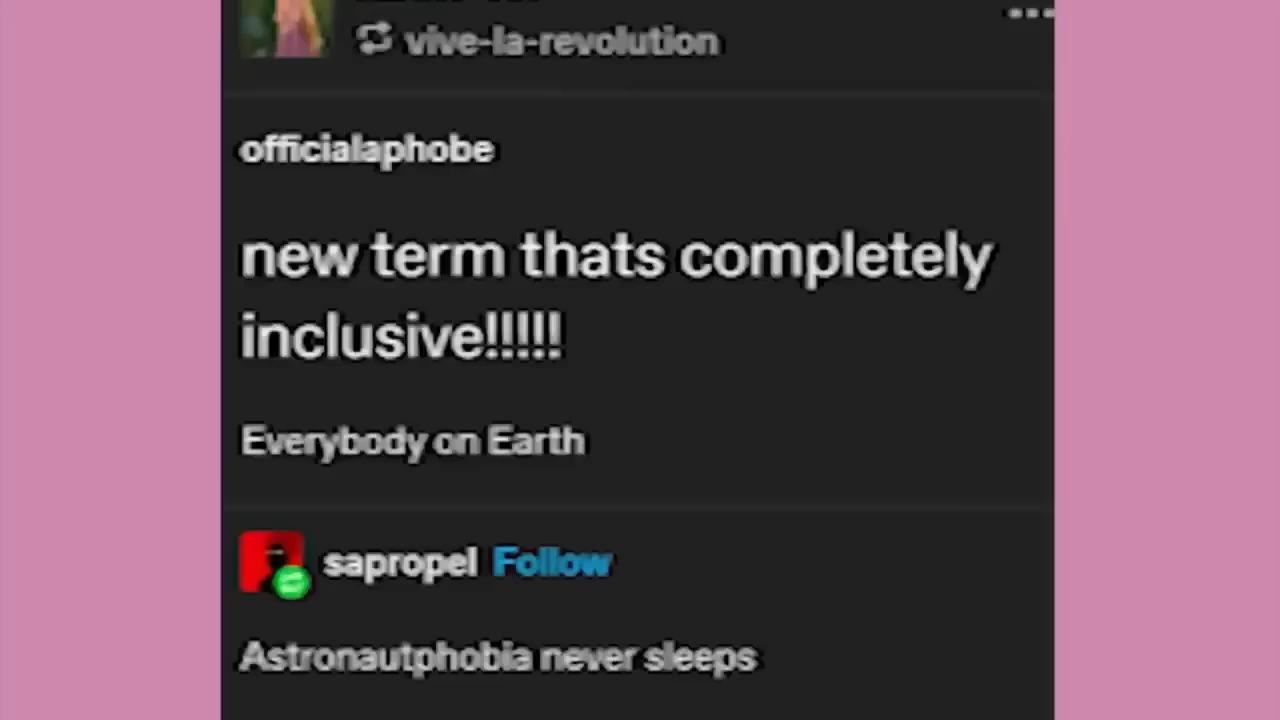 vive-la-revolution
officialaphobe
new term thats completely
inclusive!!!!!
Everybody on Earth
sapropel Follow
Astronautphobia never sleeps